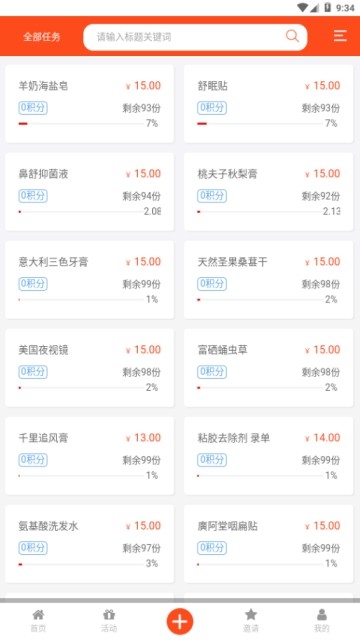 9:34
全部任务
请输入标题关键词
羊奶海盐皂 ¥ 15.00
0积分 剩余93份
7%
舒眠贴 ¥ 15.00
0积分 剩余93份
7%
鼻舒抑菌液 ¥ 15.00
0积分 剩余94份
2.08
桃夫子秋梨膏 ¥ 15.00
0积分 剩余92份
2.13
意大利三色牙膏 ¥ 15.00
0积分 剩余99份
1%
天然圣果桑葚干 ¥ 15.00
0积分 剩余98份
2%
美国夜视镜 ¥ 15.00
0积分 剩余98份
2%
富硒蛹虫草 ¥ 15.00
0积分 剩余98份
2%
千里追风膏 ¥ 13.00
0积分 剩余99份
1%
粘胶去除剂 录单 ¥ 14.00
0积分 剩余99份
1%
氨基酸洗发水 ¥ 15.00
0积分 剩余97份
3%
廣阿堂咽扁贴 ¥ 15.00
0积分 剩余99份
1%
首页
活动
邀请
我的